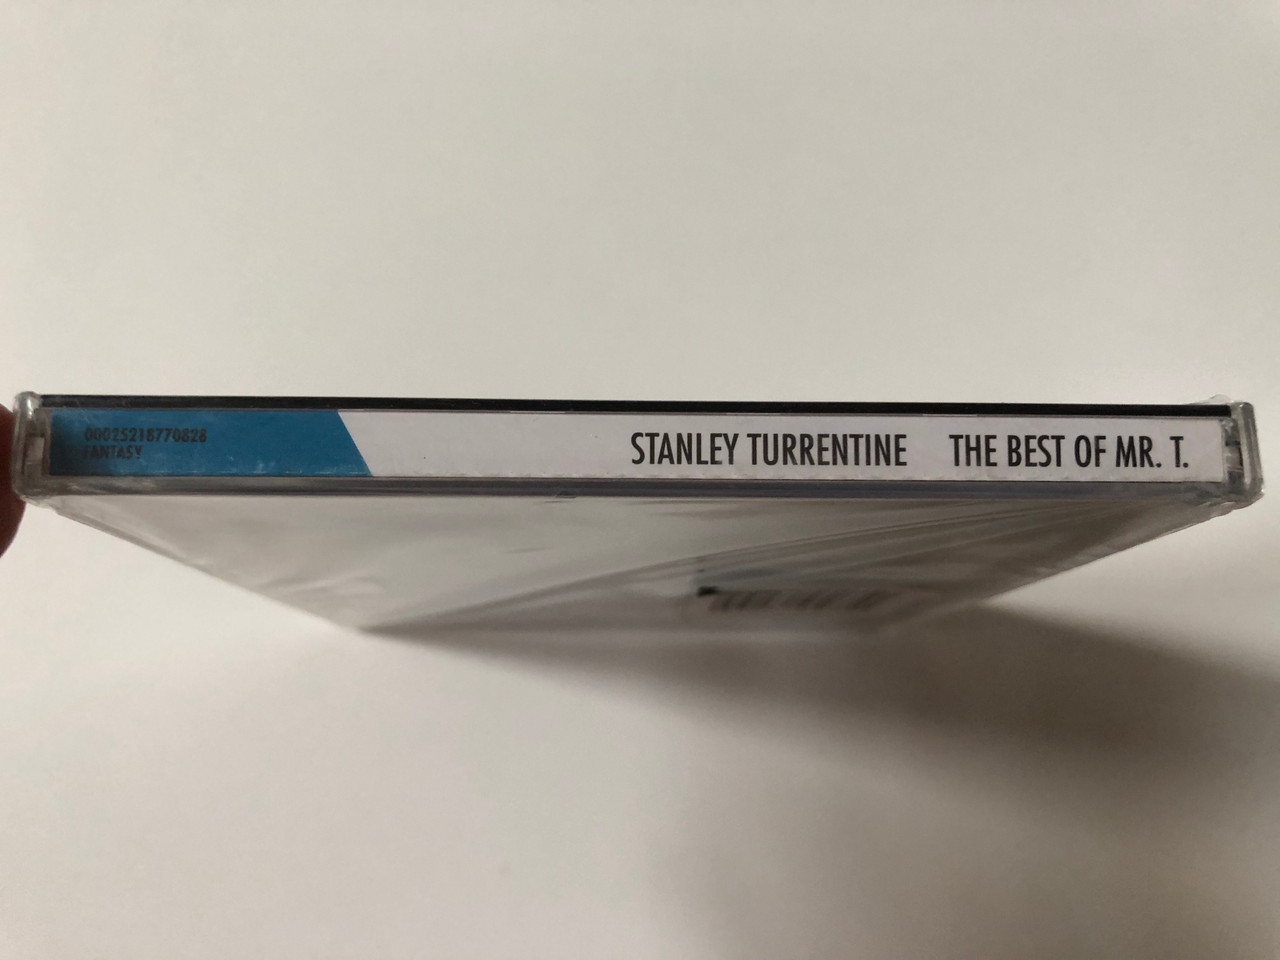 00025218770828
FANTASY
STANLEY TURRENTINE THE BEST OF MR. T.